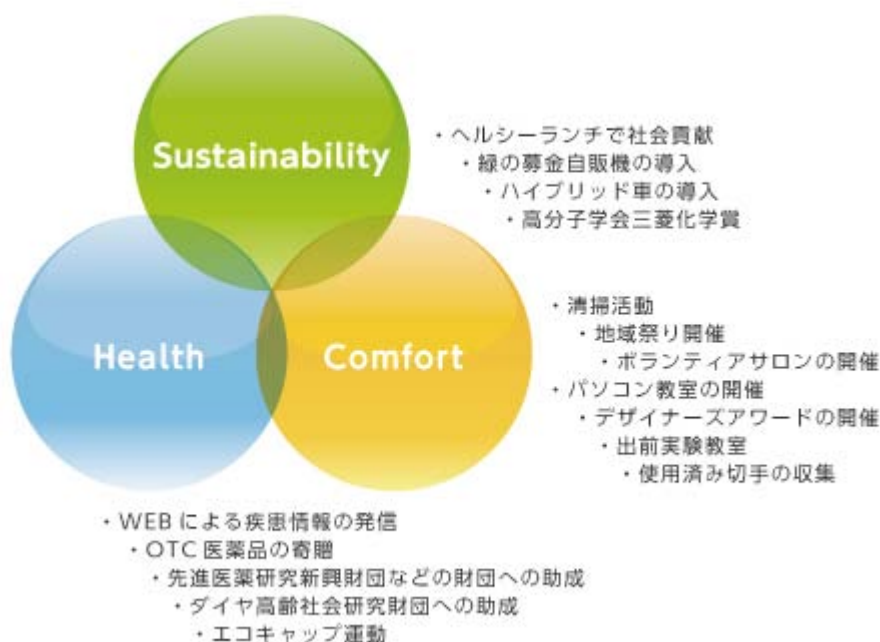 Sustainability
・ヘルシーランチで社会貢献
・緑の募金自販機の導入
・ハイブリッド車の導入
・高分子学会三菱化学賞
Health
Comfort
・清掃活動
・地域祭り開催
・ボランティアサロンの開催
・パソコン教室の開催
・デザイナーズアワードの開催
・出前実験教室
・使用済み切手の収集
・WEBによる疾患情報の発信
・OTC医薬品の寄贈
・先進医薬研究新興財団などの財団への助成
・ダイヤ高齢社会研究財団への助成
・エコキャップ運動